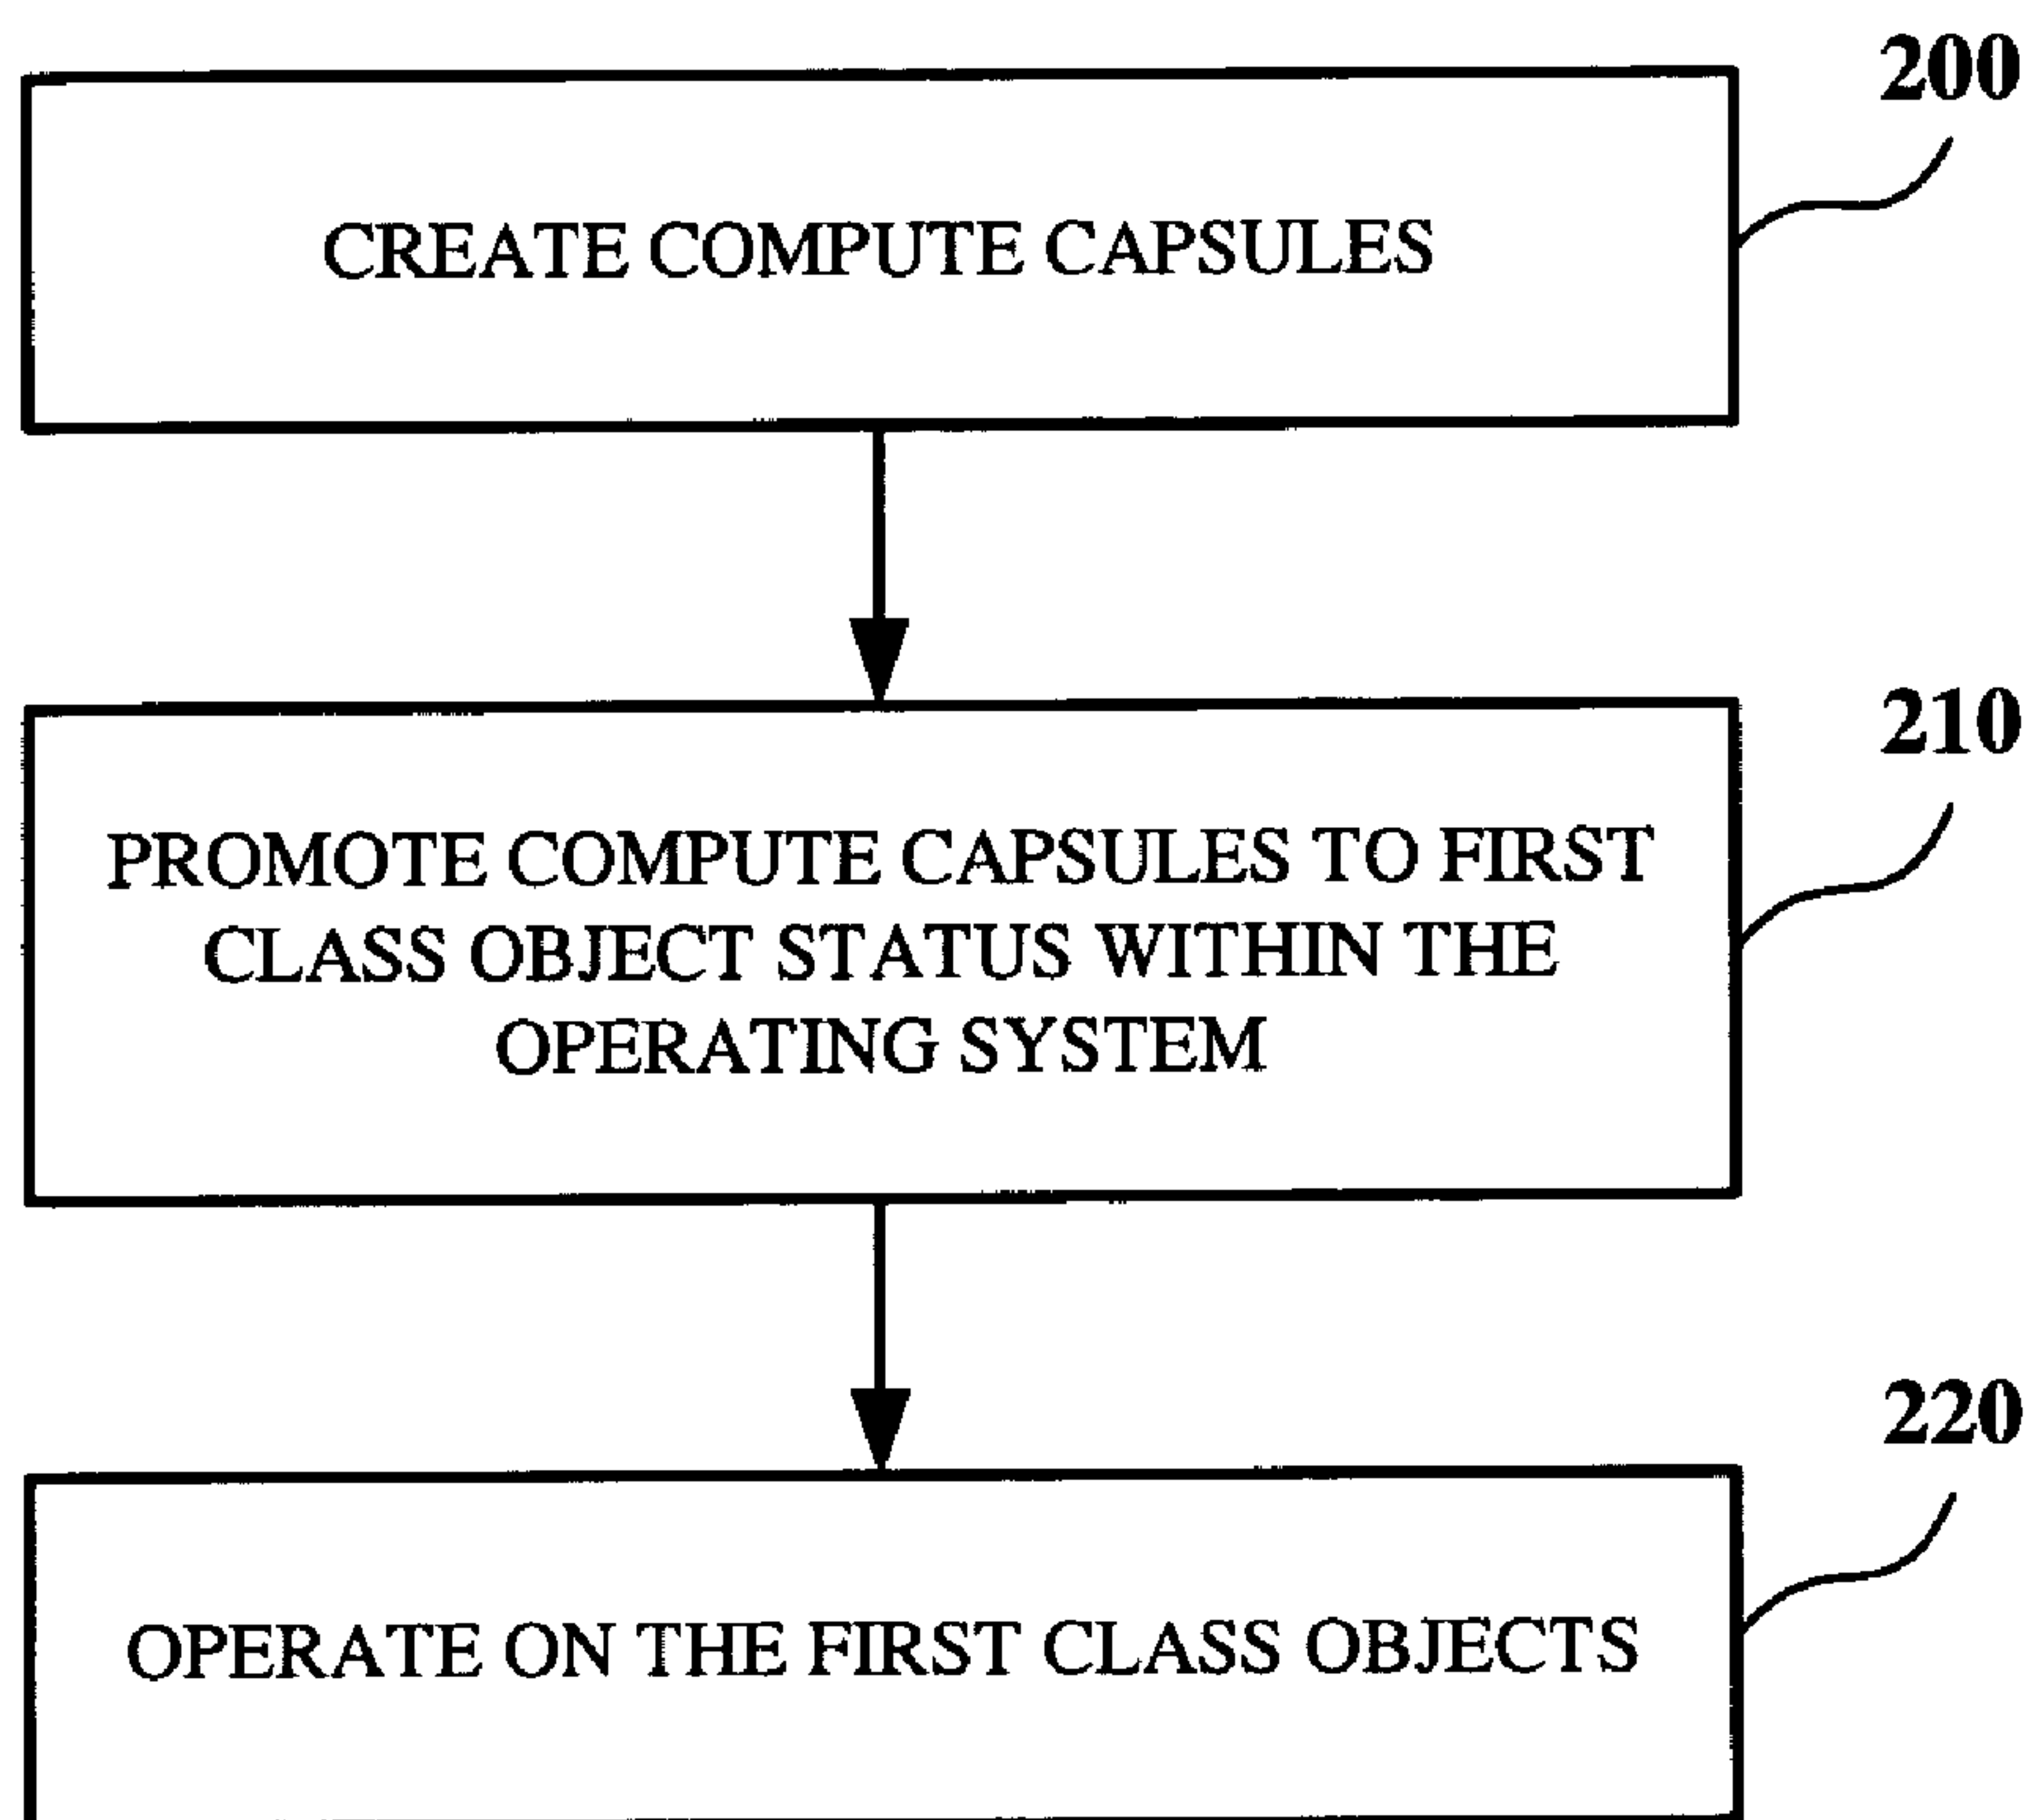 200
CREATE COMPUTE CAPSULES
210
PROMOTE COMPUTE CAPSULES TO FIRST
CLASS OBJECT STATUS WITHIN THE
OPERATING SYSTEM
220
OPERATE ON THE FIRST CLASS OBJECTS